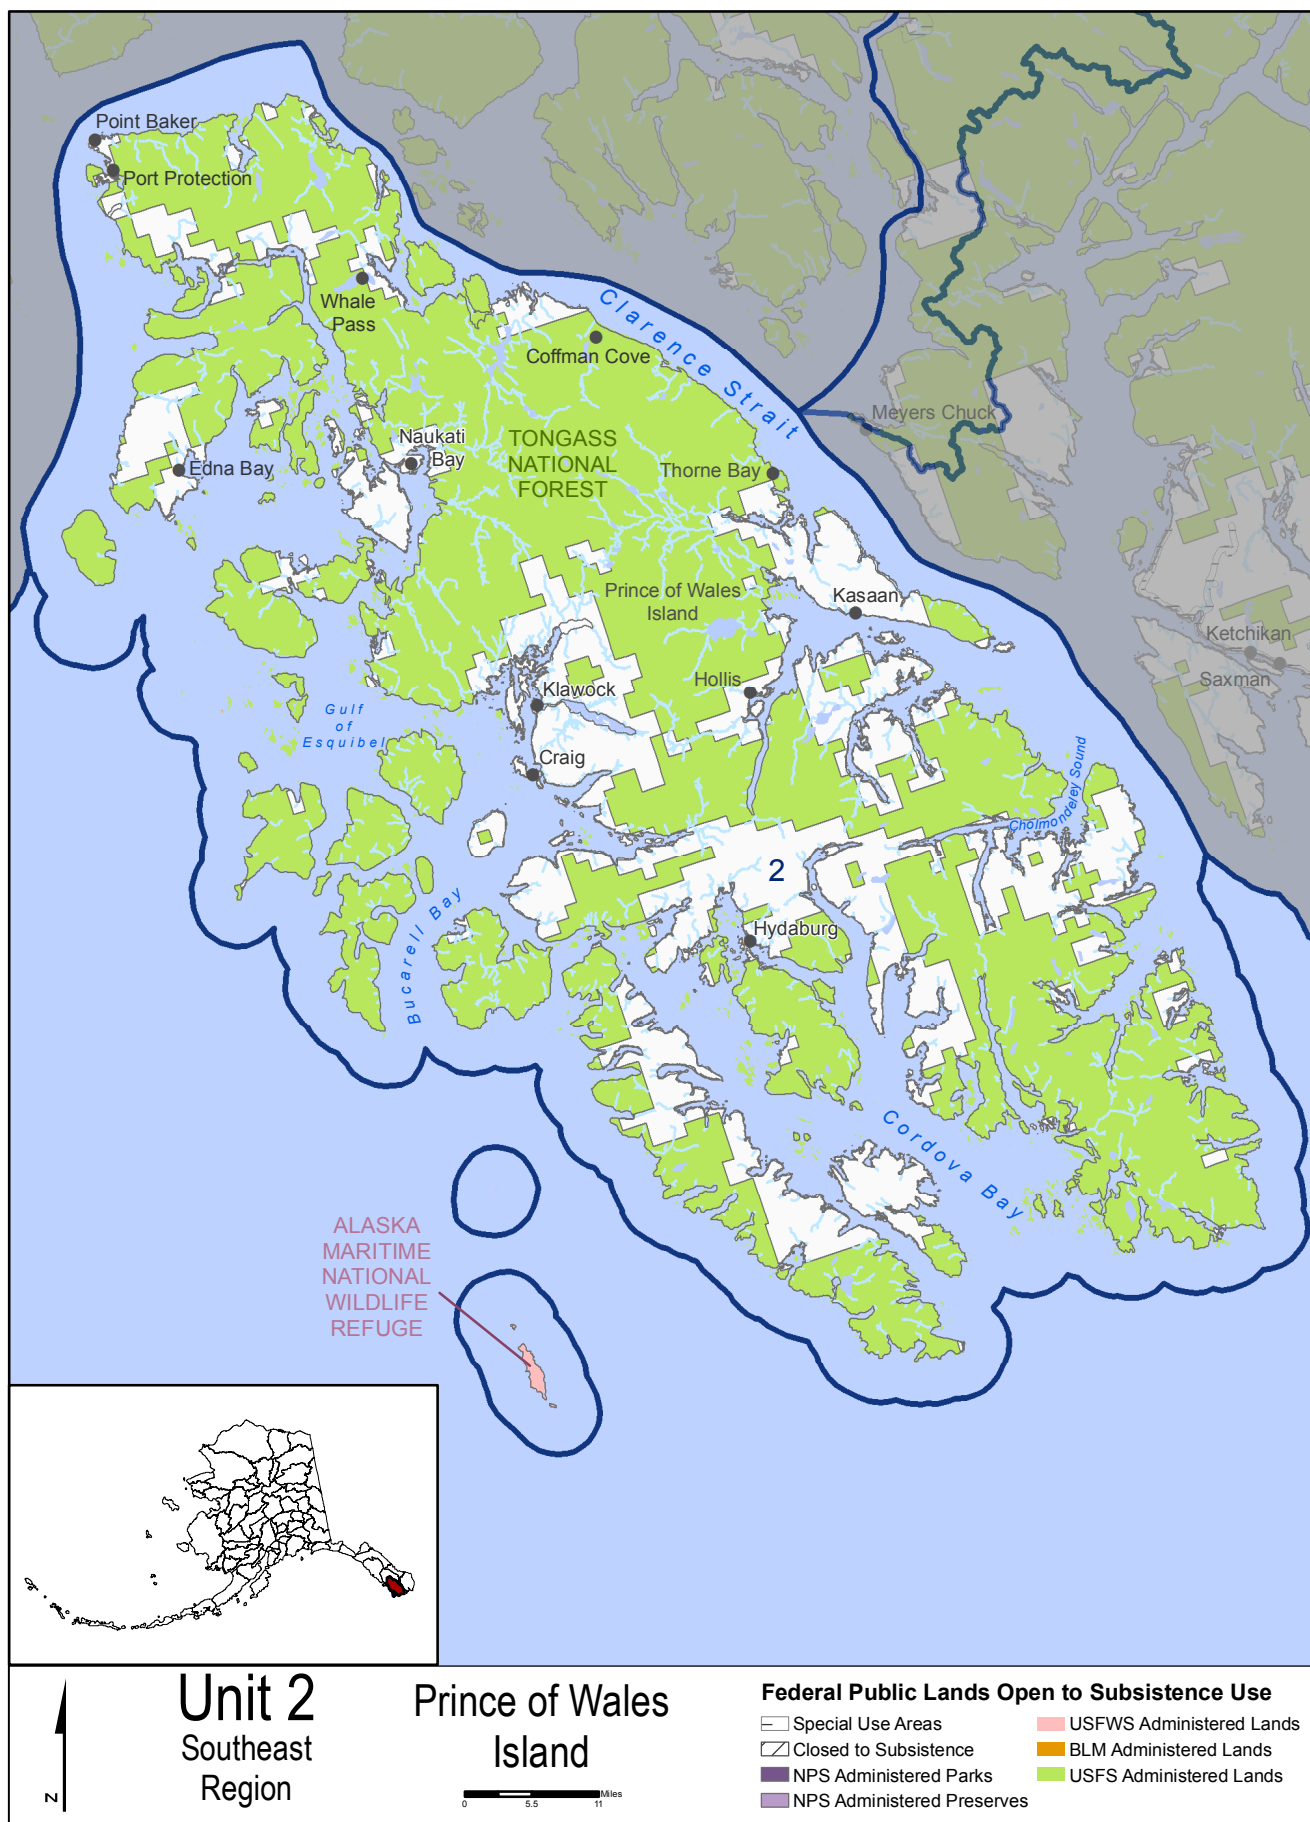 Point Baker
Port Protection
Whale
Pass
Clarence Strait
Coffman Cove
Meyers Chuck
Naukati
Bay
TONGASS
NATIONAL
FOREST
Edna Bay
Thorne Bay
Prince of Wales
Island
Kasaan
Ketchikan
Saxman
Hollis
Klawock
Gulf
of
Esquibel
Craig
Cholmondeley Sound
2
Bucarell Bay
Hydaburg
Cordova Bay
ALASKA
MARITIME
NATIONAL
WILDLIFE
REFUGE
N
Unit 2
Southeast
Region
Prince of Wales
Island
Miles
0 5.5 11
Federal Public Lands Open to Subsistence Use
Special Use Areas
Closed to Subsistence
NPS Administered Parks
NPS Administered Preserves
USFWS Administered Lands
BLM Administered Lands
USFS Administered Lands